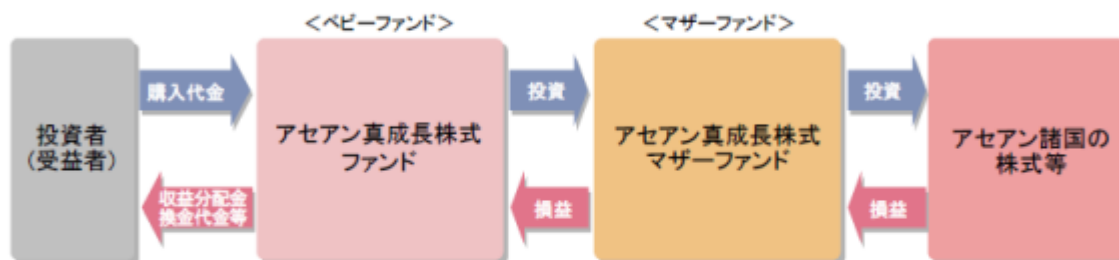 ＜ベビーファンド＞
＜マザーファンド＞
投資者
（受益者）
購入代金
収益分配金
換金代金等
アセアン真成長株式
ファンド
投資
損益
アセアン真成長株式
マザーファンド
投資
損益
アセアン諸国の
株式等